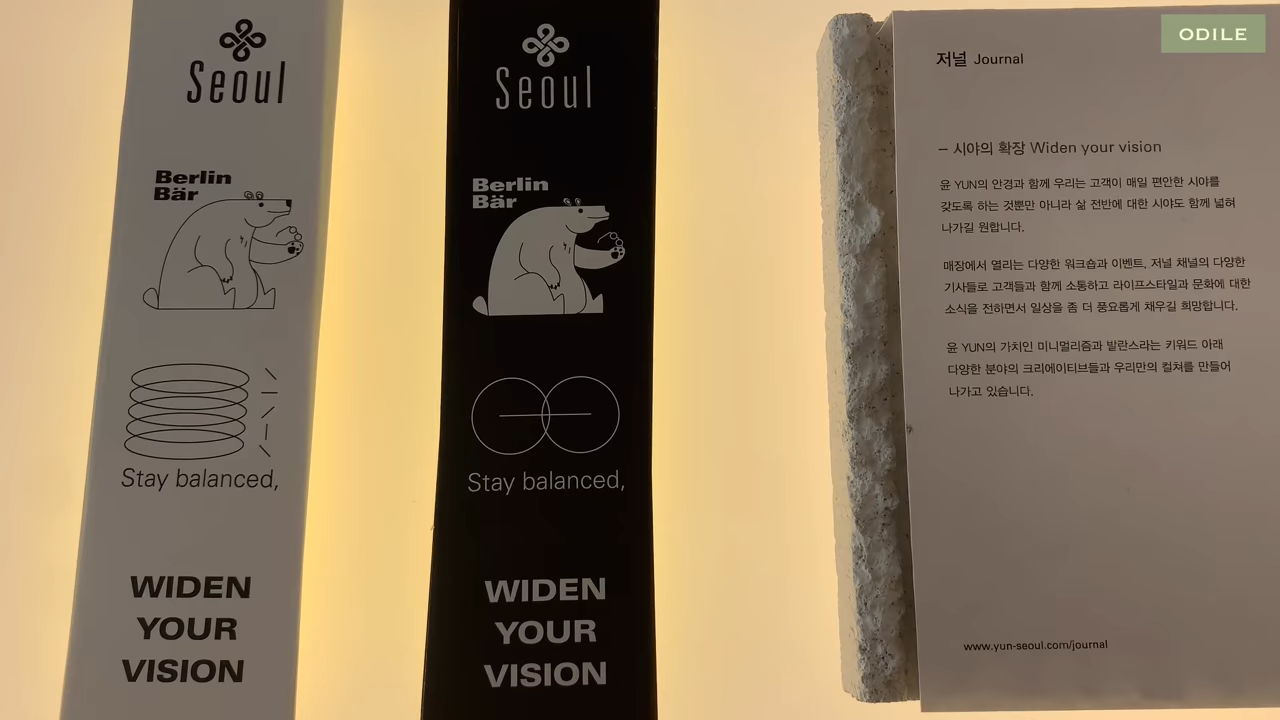 Seoul
Berlin
Bär
Stay balanced,
WIDEN
YOUR
VISION
Seoul
Berlin
Bär
Stay balanced,
WIDEN
YOUR
VISION
ODILE
저널 Journal
– 시야의 확장 Widen your vision
윤 YUN의 안경과 함께 우리는 고객이 매일 편안한 시야를
갖도록 하는 것뿐만 아니라 삶 전반에 대한 시야도 함께 넓혀
나가길 원합니다.
매장에서 열리는 다양한 워크숍과 이벤트, 저널 채널의 다양한
기사들로 고객들과 함께 소통하고 라이프스타일과 문화에 대한
소식을 전하면서 일상을 좀 더 풍요롭게 채우길 희망합니다.
윤 YUN의 가치인 미니멀리즘과 발란스라는 키워드 아래
다양한 분야의 크리에이티브들과 우리만의 컬쳐를 만들어
나가고 있습니다.
www.yun-seoul.com/journal